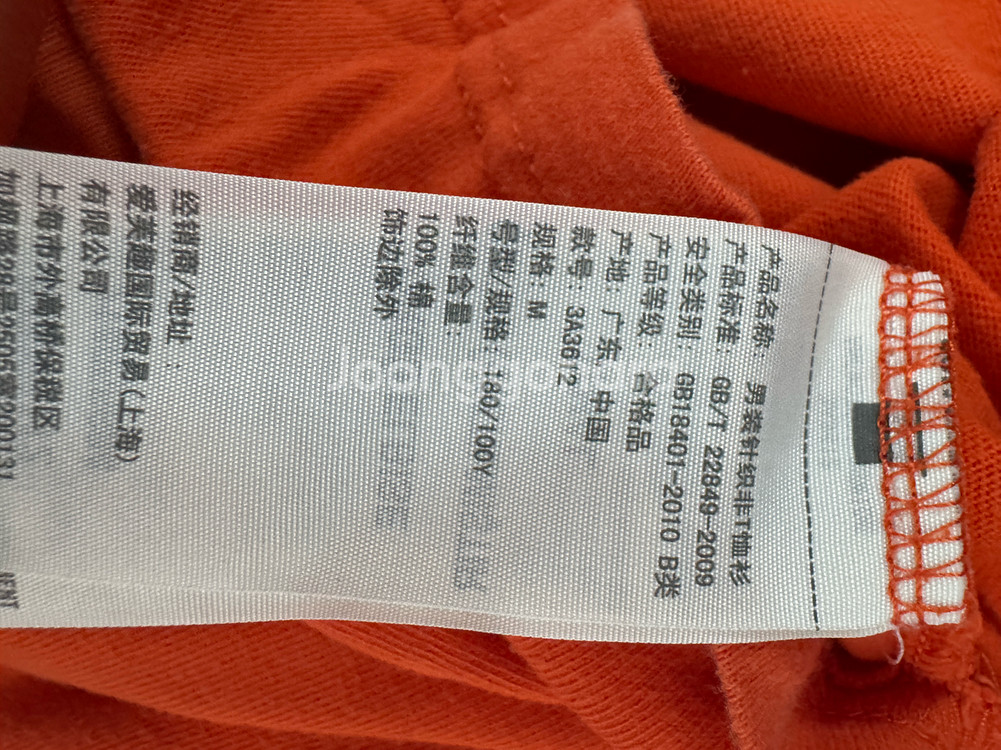 产品名称: 男装针织非T恤衫
产品标准: GB/T 22849-2009
安全类别: GB18401-2010 B类
产品等级: 合格品
产地: 广东, 中国
款号: 3A3612
规格: M
号型/规格: 180/100Y
纤维含量:
100% 棉
饰边除外
经销商/地址:
爱芙趣国际贸易(上海)
有限公司
上海市外高桥保税区